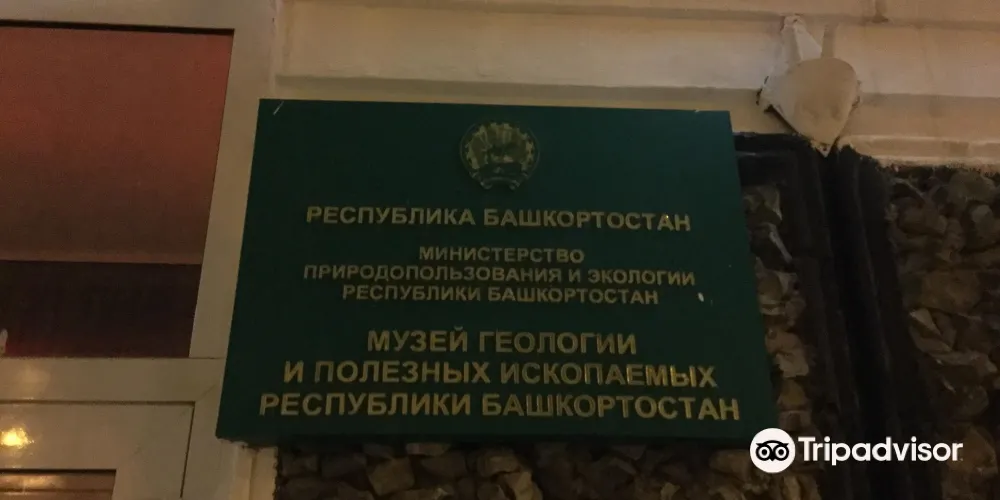 РЕСПУБЛИКА БАШКОРТОСТАН
МИНИСТЕРСТВО
ПРИРОДОПОЛЬЗОВАНИЯ И ЭКОЛОГИИ
РЕСПУБЛИКИ БАШКОРТОСТАН
МУЗЕЙ ГЕОЛОГИИ
И ПОЛЕЗНЫХ ИСКОПАЕМЫХ
РЕСПУБЛИКИ БАШКОРТОСТАН
Tripadvisor